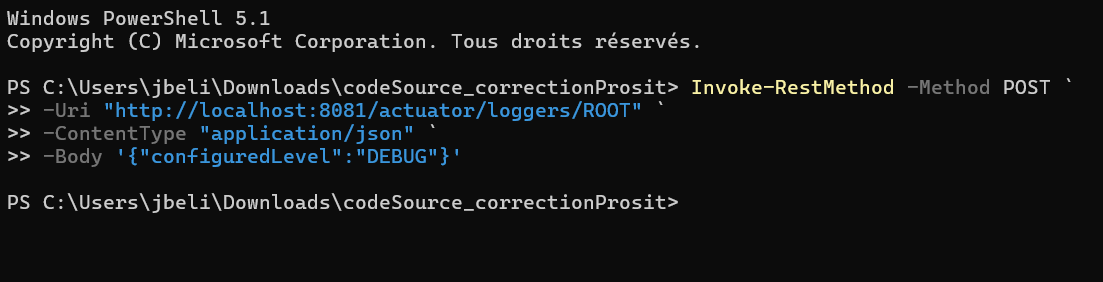 Windows PowerShell 5.1
Copyright (C) Microsoft Corporation. Tous droits réservés.
PS C:\Users\jbeli\Downloads\codeSource_correctionProsit> Invoke-RestMethod -Method POST `
>> -Uri "http://localhost:8081/actuator/loggers/ROOT" `
>> -ContentType "application/json" `
>> -Body '{"configuredLevel":"DEBUG"}'
PS C:\Users\jbeli\Downloads\codeSource_correctionProsit>